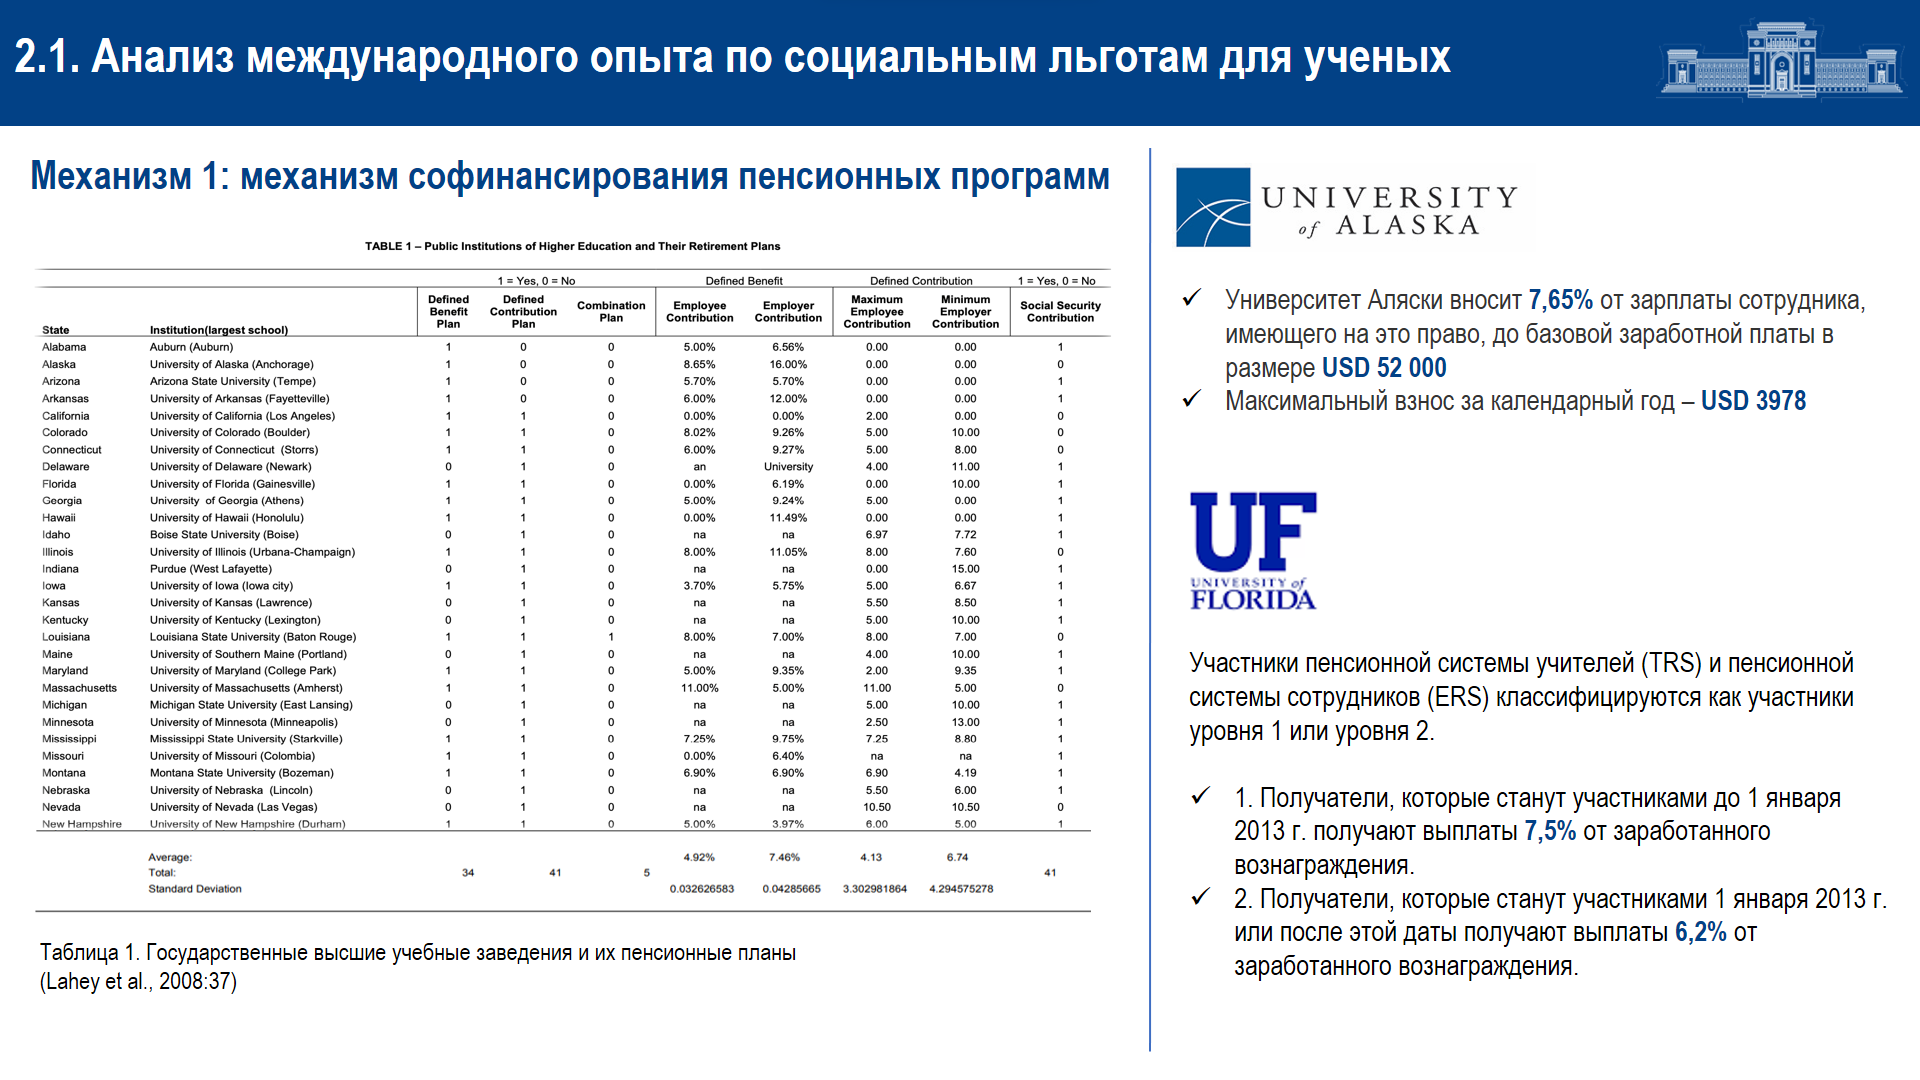 2.1. Анализ международного опыта по социальным льготам для ученых
Механизм 1: механизм софинансирования пенсионных программ
TABLE 1 – Public Institutions of Higher Education and Their Retirement Plans
1 = Yes, 0 = No Defined Benefit Defined Contribution 1 = Yes, 0 = No
State Institution(largest school) Defined Benefit Plan Defined Contribution Plan Combination Plan Employee Contribution Employer Contribution Maximum Employee Contribution Minimum Employer Contribution Social Security Contribution
Alabama Auburn (Auburn) 1 0 0 5.00% 6.56% 0.00 0.00 1
Alaska University of Alaska (Anchorage) 1 0 0 8.65% 16.00% 0.00 0.00 0
Arizona Arizona State University (Tempe) 1 0 0 5.70% 5.70% 0.00 0.00 1
Arkansas University of Arkansas (Fayetteville) 1 0 0 6.00% 12.00% 0.00 0.00 1
California University of California (Los Angeles) 1 1 0 0.00% 0.00% 2.00 0.00 0
Colorado University of Colorado (Boulder) 1 1 0 8.02% 9.26% 5.00 10.00 0
Connecticut University of Connecticut (Storrs) 1 1 0 6.00% 9.27% 5.00 8.00 0
Delaware University of Delaware (Newark) 0 1 0 an University 4.00 11.00 1
Florida University of Florida (Gainesville) 1 1 0 0.00% 6.19% 0.00 10.00 1
Georgia University of Georgia (Athens) 1 1 0 5.00% 9.24% 5.00 0.00 1
Hawaii University of Hawaii (Honolulu) 1 1 0 0.00% 11.49% 0.00 0.00 1
Idaho Boise State University (Boise) 0 1 0 na na 6.97 7.72 1
Illinois University of Illinois (Urbana-Champaign) 1 1 0 8.00% 11.05% 8.00 7.60 0
Indiana Purdue (West Lafayette) 0 1 0 na na 0.00 15.00 1
Iowa University of Iowa (Iowa city) 1 1 0 3.70% 5.75% 5.00 6.67 1
Kansas University of Kansas (Lawrence) 0 1 0 na na 5.50 8.50 1
Kentucky University of Kentucky (Lexington) 0 1 0 na na 5.00 10.00 1
Louisiana Louisiana State University (Baton Rouge) 1 1 1 8.00% 7.00% 8.00 7.00 0
Maine University of Southern Maine (Portland) 0 1 0 na na 4.00 10.00 1
Maryland University of Maryland (College Park) 1 1 0 5.00% 9.35% 2.00 9.35 1
Massachusetts University of Massachusetts (Amherst) 1 1 0 11.00% 5.00% 11.00 5.00 0
Michigan Michigan State University (East Lansing) 0 1 0 na na 5.00 10.00 1
Minnesota University of Minnesota (Minneapolis) 0 1 0 na na 2.50 13.00 1
Mississippi Mississippi State University (Starkville) 1 1 0 7.25% 9.75% 7.25 8.80 1
Missouri University of Missouri (Colombia) 1 1 0 0.00% 6.40% na na 1
Montana Montana State University (Bozeman) 1 1 0 6.90% 6.90% 6.90 4.19 1
Nebraska University of Nebraska (Lincoln) 0 1 0 na na 5.50 6.00 1
Nevada University of Nevada (Las Vegas) 0 1 0 na na 10.50 10.50 0
New Hampshire University of New Hampshire (Durham) 1 1 0 5.00% 3.97% 6.00 5.00 1
Average: 4.92% 7.46% 4.13 6.74
Total: 34 41 5 41
Standard Deviation 0.032626583 0.04285665 3.302981864 4.294575278
Таблица 1. Государственные высшие учебные заведения и их пенсионные планы
(Lahey et al., 2008:37)
UNIVERSITY
of ALASKA
✓ Университет Аляски вносит 7,65% от зарплаты сотрудника,
имеющего на это право, до базовой заработной платы в
размере USD 52 000
✓ Максимальный взнос за календарный год – USD 3978
UF
UNIVERSITY of
FLORIDA
Участники пенсионной системы учителей (TRS) и пенсионной
системы сотрудников (ERS) классифицируются как участники
уровня 1 или уровня 2.
✓ 1. Получатели, которые станут участниками до 1 января
2013 г. получают выплаты 7,5% от заработанного
вознаграждения.
✓ 2. Получатели, которые станут участниками 1 января 2013 г.
или после этой даты получают выплаты 6,2% от
заработанного вознаграждения.